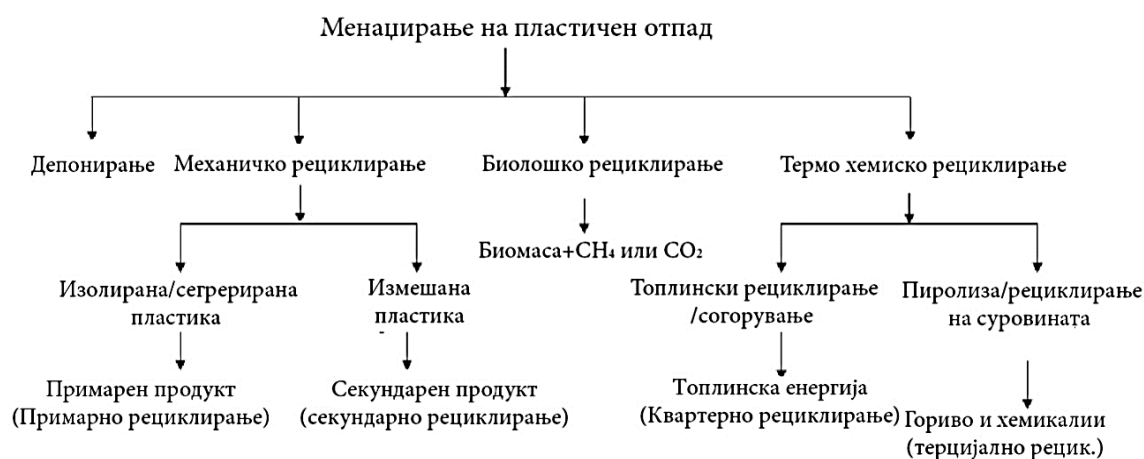 Менаџирање на пластичен отпад
Депонирање
Механичко рециклирање
Биолошко рециклирање
Термо хемиско рециклирање
Биомаса+CH₄ или CO₂
Изолирана/сегрерирана
пластика
Измешана
пластика
Топлински рециклирање
/согорување
Пиролиза/рециклирање
на суровината
Примарен продукт
(Примарно рециклирање)
Секундарен продукт
(секундарно рециклирање)
Топлинска енергија
(Квартерно рециклирање)
Гориво и хемикалии
(терцијално рецик.)